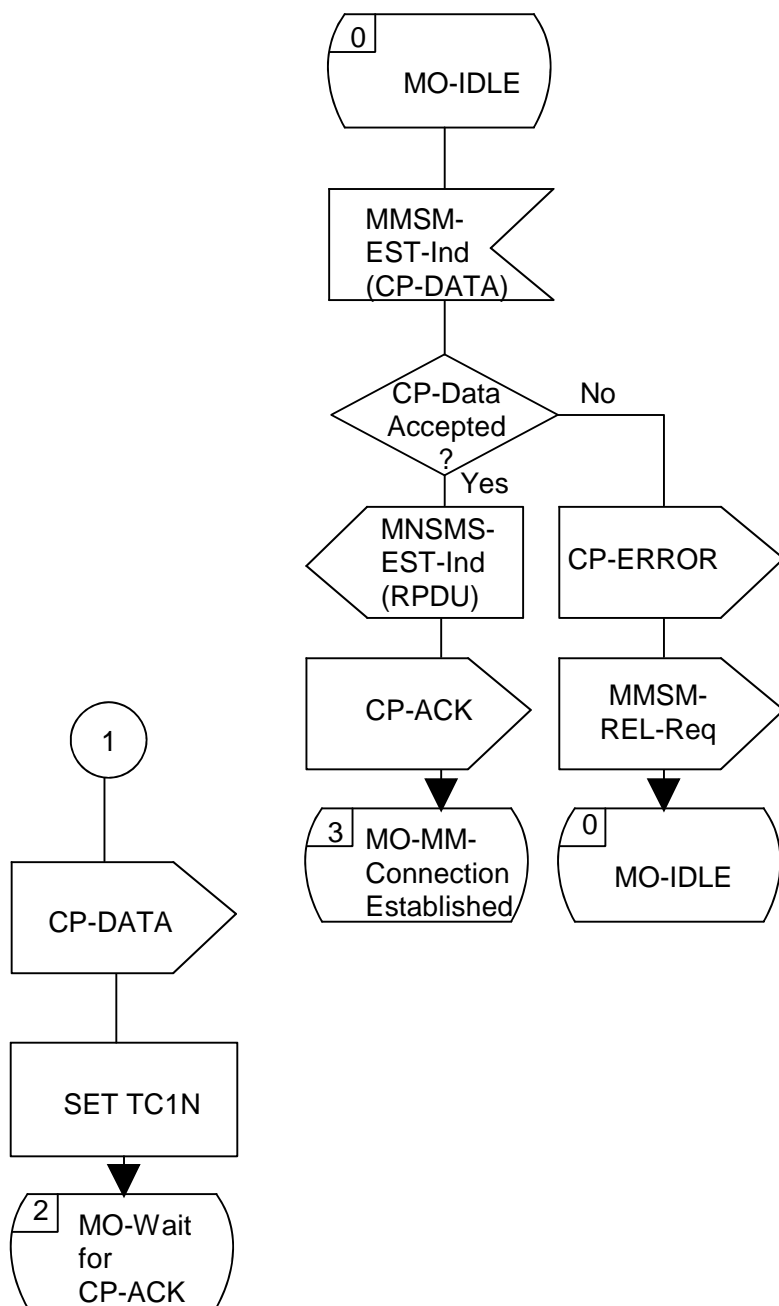 0
MO-IDLE
MMSM-
EST-Ind
(CP-DATA)
CP-Data
Accepted
?
No
Yes
MNSMS-
EST-Ind
(RPDU)
CP-ERROR
CP-ACK
MMSM-
REL-Req
3
MO-MM-
Connection
Established
0
MO-IDLE
1
CP-DATA
SET TC1N
2
MO-Wait
for
CP-ACK